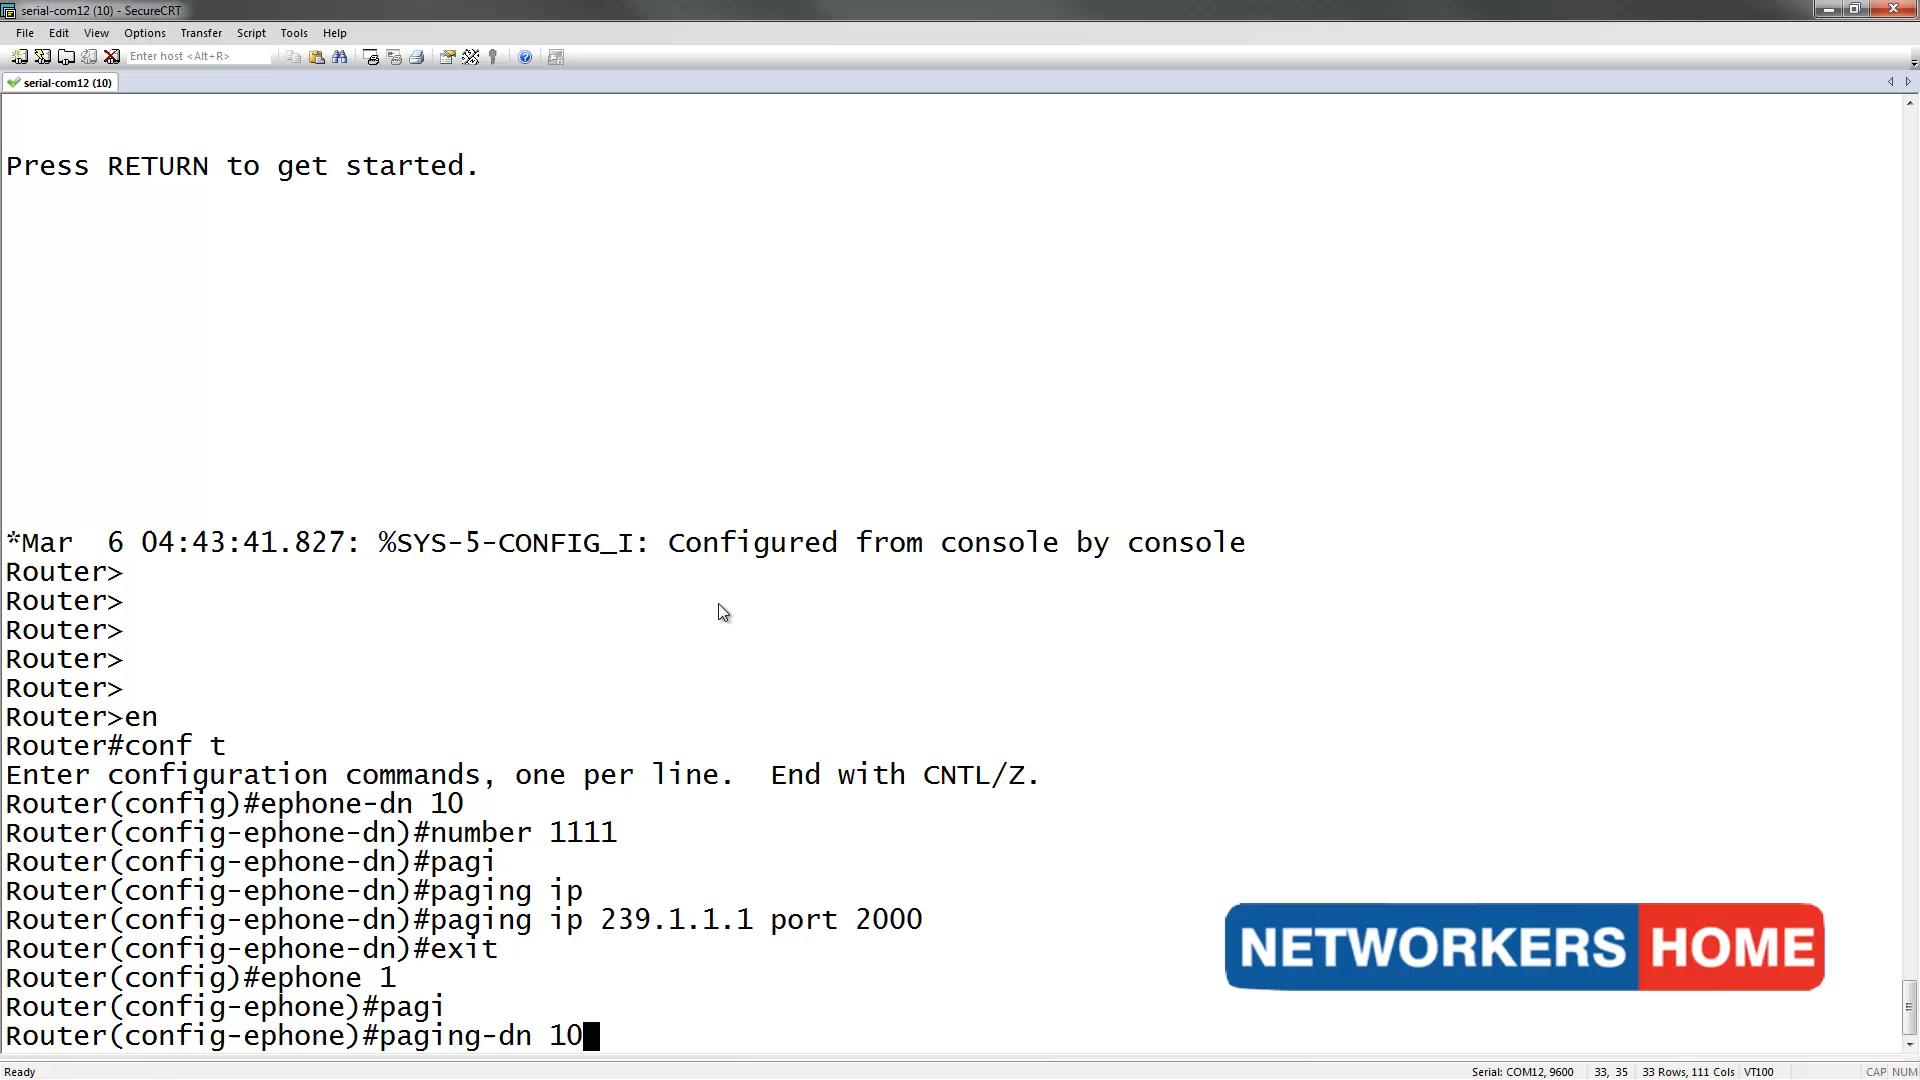 serial-com12 (10) - SecureCRT
File Edit View Options Transfer Script Tools Help
Enter host <Alt+R>
serial-com12 (10)
Press RETURN to get started.
*Mar  6 04:43:41.827: %SYS-5-CONFIG_I: Configured from console by console
Router>
Router>
Router>
Router>
Router>
Router>en
Router#conf t
Enter configuration commands, one per line.  End with CNTL/Z.
Router(config)#ephone-dn 10
Router(config-ephone-dn)#number 1111
Router(config-ephone-dn)#pagi
Router(config-ephone-dn)#paging ip
Router(config-ephone-dn)#paging ip 239.1.1.1 port 2000
Router(config-ephone-dn)#exit
Router(config)#ephone 1
Router(config-ephone)#pagi
Router(config-ephone)#paging-dn 10
NETWORKERS HOME
Ready Serial: COM12, 9600 33, 35 33 Rows, 111 Cols VT100 CAP NUM